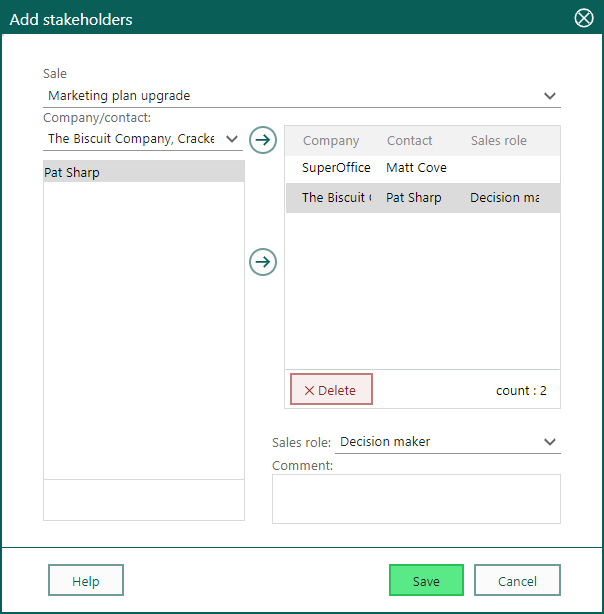 Add stakeholders
Sale
Marketing plan upgrade
Company/contact:
The Biscuit Company, Cracke
Pat Sharp
Company Contact Sales role
SuperOffice Matt Cove
The Biscuit Pat Sharp Decision ma
Delete count : 2
Sales role: Decision maker
Comment:
Help Save Cancel